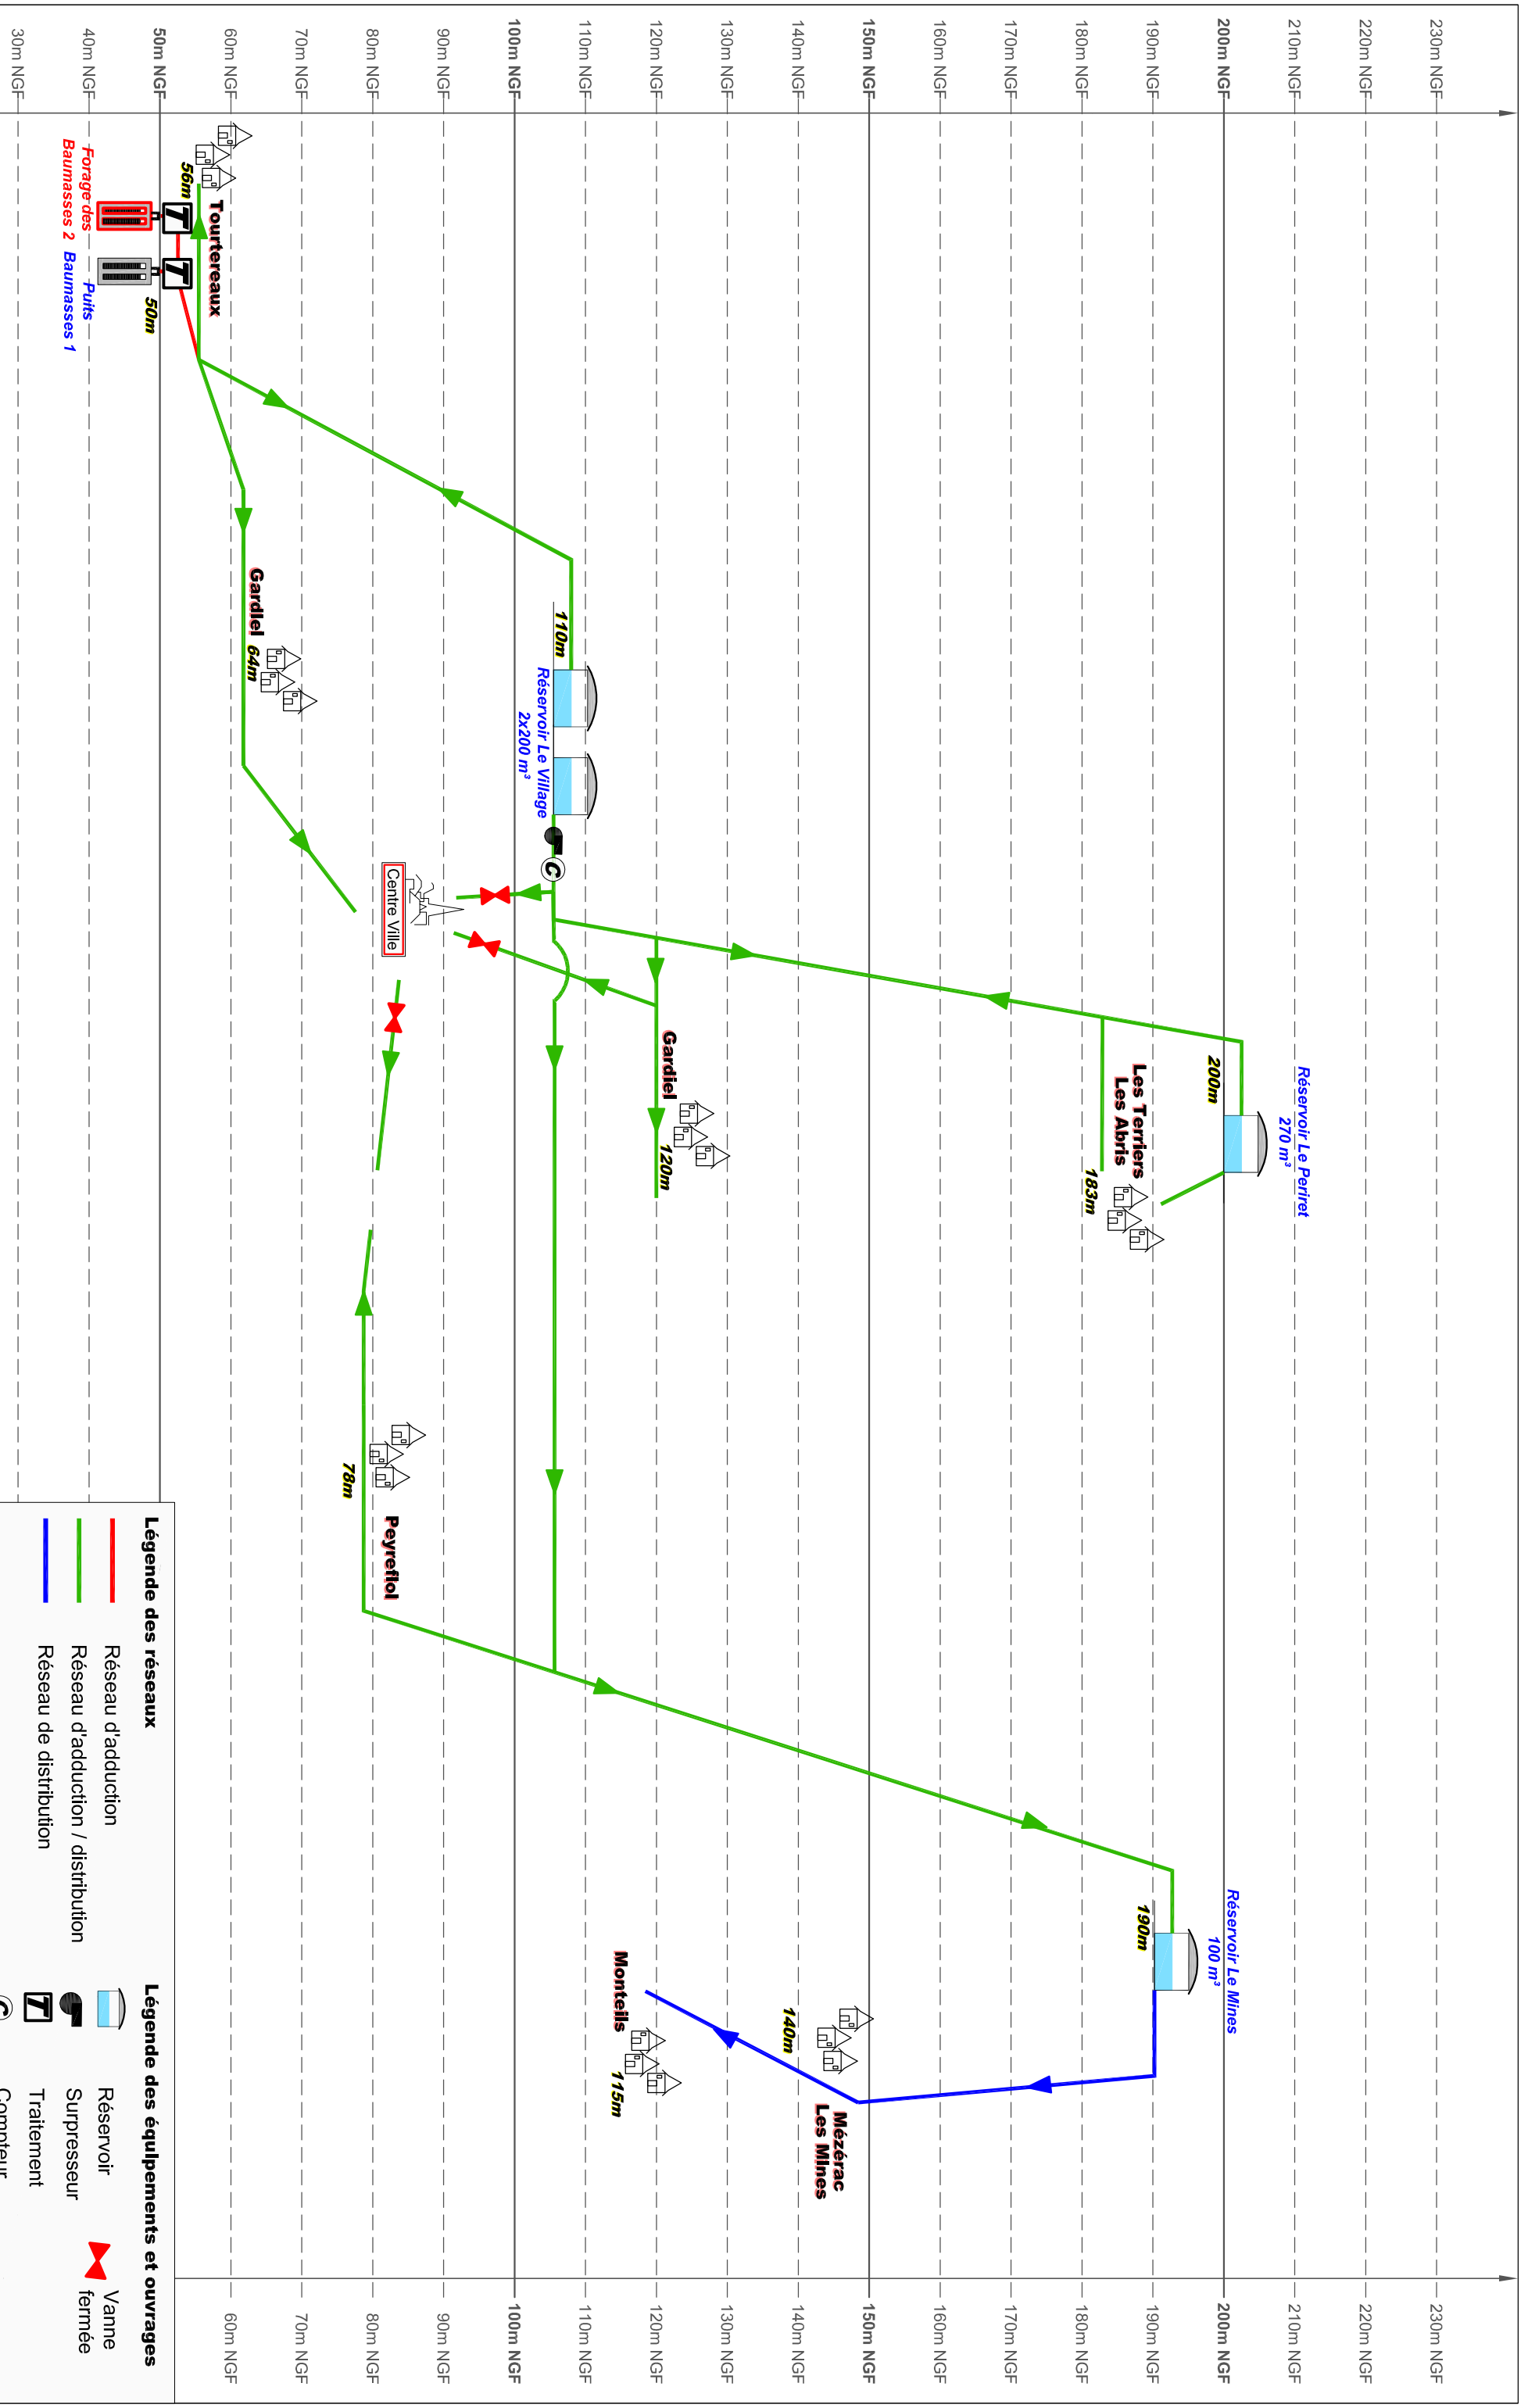 230m NGF
220m NGF
210m NGF
200m NGF
190m NGF
180m NGF
170m NGF
160m NGF
150m NGF
140m NGF
130m NGF
120m NGF
110m NGF
100m NGF
90m NGF
80m NGF
70m NGF
60m NGF
50m NGF
40m NGF
30m NGF
Réservoir Le Periret
270 m³
200m
Les Terriers
Les Abris
183m
Réservoir Le Mines
100 m³
190m
Mézérac
Les Mines
140m
Monteils
115m
Gardiel
120m
110m
Réservoir Le Village
2x200 m³
C
Centre Ville
Peyreflol
78m
Gardiel
64m
Tourtereaux
56m
T
T
50m
Forage des
Baumasses 2
Puits
Baumasses 1
Légende des réseaux
Réseau d'adduction
Réseau d'adduction / distribution
Réseau de distribution
Légende des équipements et ouvrages
Réservoir
Surpresseur
T
Traitement
C
Compteur
Vanne
fermée
230m NGF
220m NGF
210m NGF
200m NGF
190m NGF
180m NGF
170m NGF
160m NGF
150m NGF
140m NGF
130m NGF
120m NGF
110m NGF
100m NGF
90m NGF
80m NGF
70m NGF
60m NGF